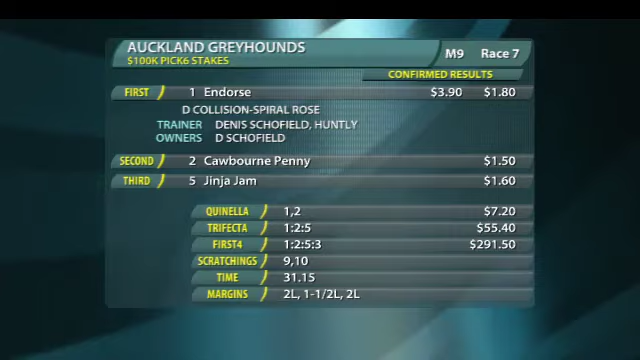 AUCKLAND GREYHOUNDS M9 Race 7
$100K PICK6 STAKES
CONFIRMED RESULTS
FIRST 1 Endorse $3.90 $1.80
D COLLISION-SPIRAL ROSE
TRAINER DENIS SCHOFIELD, HUNTLY
OWNERS D SCHOFIELD
SECOND 2 Cawbourne Penny $1.50
THIRD 5 Jinja Jam $1.60
QUINELLA 1,2 $7.20
TRIFECTA 1:2:5 $55.40
FIRST4 1:2:5:3 $291.50
SCRATCHINGS 9,10
TIME 31.15
MARGINS 2L, 1-1/2L, 2L